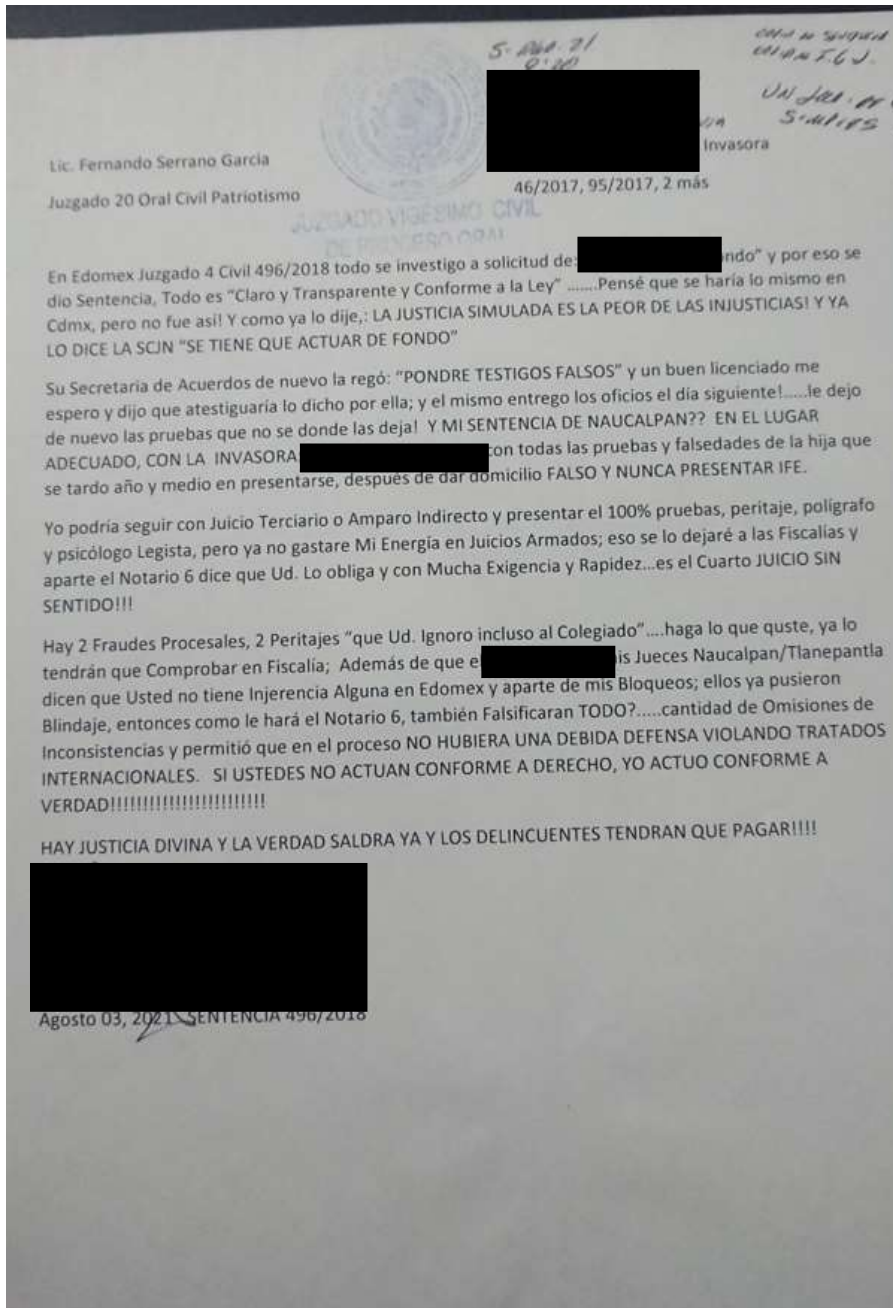 5-
Lic. Fernando Serrano Garcia
Invasora
Juzgado 20 Oral Civil Patriotismo
46/2017, 95/2017, 2 más
JUZGADO VIGESIMO CIVIL
DE PROCESO ORAL
En Edomex Juzgado 4 Civil 496/2018 todo se investigo a solicitud de: ondo” y por eso se
dio Sentencia, Todo es “Claro y Transparente y Conforme a la Ley” .......Pensé que se haría lo mismo en
Cdmx, pero no fue así! Y como ya lo dije,: LA JUSTICIA SIMULADA ES LA PEOR DE LAS INJUSTICIAS! Y YA
LO DICE LA SCJN “SE TIENE QUE ACTUAR DE FONDO”
Su Secretaria de Acuerdos de nuevo la regó: “PONDRE TESTIGOS FALSOS” y un buen licenciado me
espero y dijo que atestiguaría lo dicho por ella; y el mismo entrego los oficios el día siguiente!.....le dejo
de nuevo las pruebas que no se donde las deja! Y MI SENTENCIA DE NAUCALPAN?? EN EL LUGAR
ADECUADO, CON LA INVASORA con todas las pruebas y falsedades de la hija que
se tardo año y medio en presentarse, después de dar domicilio FALSO Y NUNCA PRESENTAR IFE.
Yo podría seguir con Juicio Terciario o Amparo Indirecto y presentar el 100% pruebas, peritaje, polígrafo
y psicólogo Legista, pero ya no gastare Mi Energía en Juicios Armados; eso se lo dejaré a las Fiscalías y
aparte el Notario 6 dice que Ud. Lo obliga y con Mucha Exigencia y Rapidez...es el Cuarto JUICIO SIN
SENTIDO!!!
Hay 2 Fraudes Procesales, 2 Peritajes “que Ud. Ignoro incluso al Colegiado”....haga lo que quste, ya lo
tendrán que Comprobar en Fiscalía; Además de que e is Jueces Naucalpan/Tlanepantla
dicen que Usted no tiene Injerencia Alguna en Edomex y aparte de mis Bloqueos; ellos ya pusieron
Blindaje, entonces como le hará el Notario 6, también Falsificaran TODO?.....cantidad de Omisiones de
Inconsistencias y permitió que en el proceso NO HUBIERA UNA DEBIDA DEFENSA VIOLANDO TRATADOS
INTERNACIONALES. SI USTEDES NO ACTUAN CONFORME A DERECHO, YO ACTUO CONFORME A
VERDAD!!!!!!!!!!!!!!!!!!!!!!!!!
HAY JUSTICIA DIVINA Y LA VERDAD SALDRA YA Y LOS DELINCUENTES TENDRAN QUE PAGAR!!!!
Agosto 03, 2021 SENTENCIA 496/2018